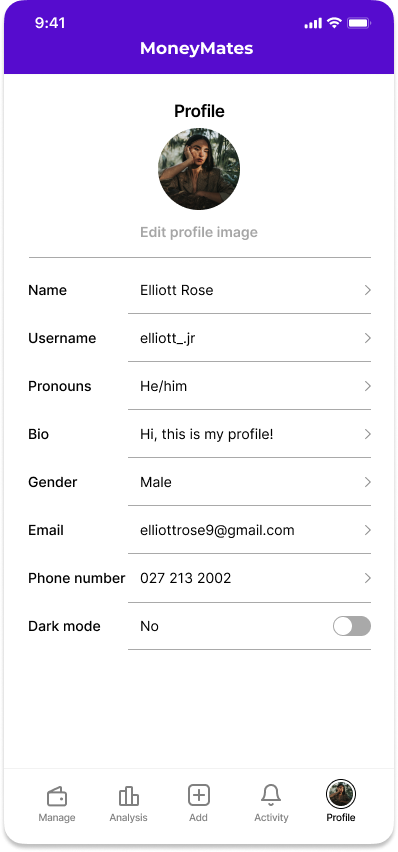 9:41
MoneyMates
Profile
Edit profile image
Name Elliott Rose
Username elliott_.jr
Pronouns He/him
Bio Hi, this is my profile!
Gender Male
Email elliottrose9@gmail.com
Phone number 027 213 2002
Dark mode No
Manage Analysis Add Activity Profile